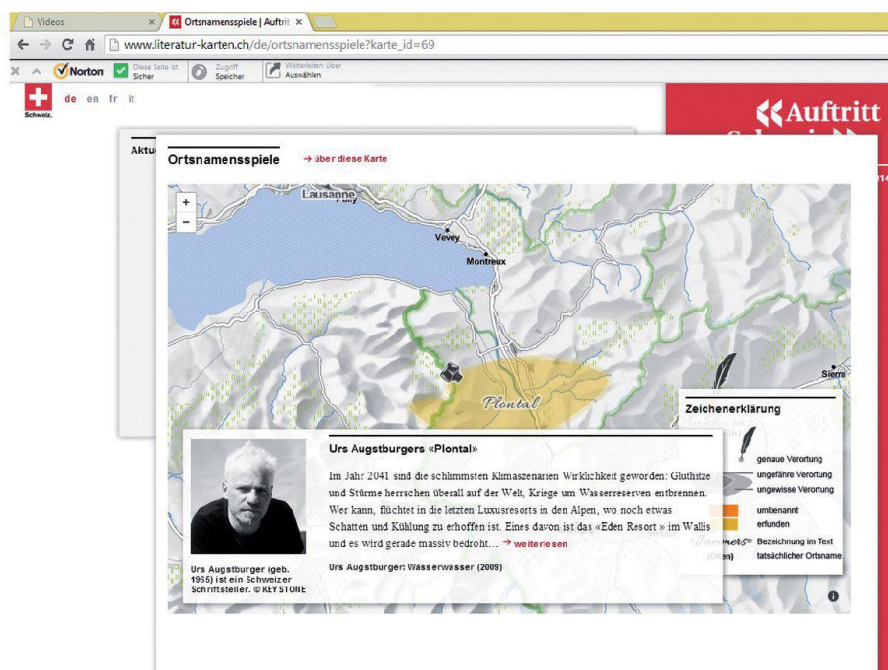 Videos
Ortsnamensspiele | Auftrit
www.literatur-karten.ch/de/ortsnamensspiele?karte_id=69
Norton
Diese Seite ist
Sicher
Zugriff
Speicher
Weiterleiten Über
Auswählen
Schweiz.
de en fr it
Auftritt
Aktu
Ortsnamensspiele
über diese Karte
+
−
Lausanne
Pully
Vevey
Montreux
Sierre
Plontal
Zeichenerklärung
genaue Verortung
ungefähre Verortung
ungewisse Verortung
umbenannt
erfunden
Bezeichnung im Text
tatsächlicher Ortsname
Urs Augstburgers «Plontal»
Im Jahr 2041 sind die schlimmsten Klimaszenarien Wirklichkeit geworden: Gluthitze
und Stürme herrschen überall auf der Welt, Kriege um Wasserreserven entbrennen.
Wer kann, flüchtet in die letzten Luxusresorts in den Alpen, wo noch etwas
Schatten und Kühlung zu erhoffen ist. Eines davon ist das «Eden Resort » im Wallis
und es wird gerade massiv bedroht… → weiterlesen
Urs Augstburger: Wässerwasser (2009)
Urs Augstburger (geb.
1965) ist ein Schweizer
Schriftsteller. © KEYSTONE